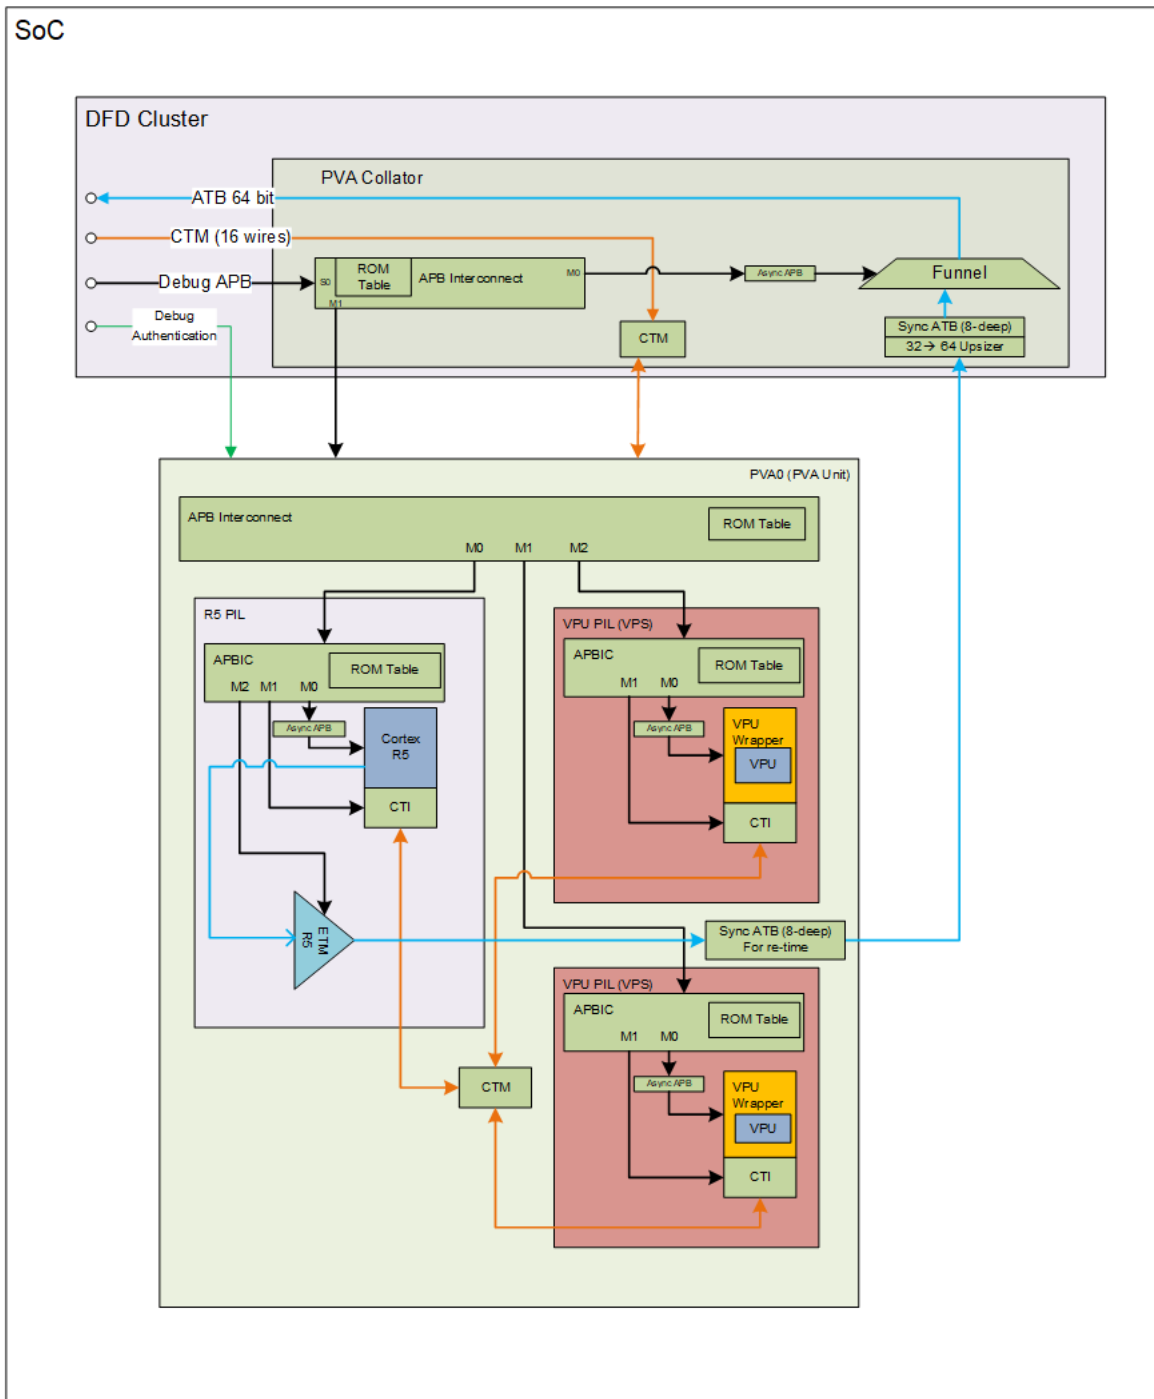 SoC
DFD Cluster
PVA Collator
ATB 64 bit
CTM (16 wires)
Debug APB
Debug
Authentication
S0
ROM
Table
APB Interconnect
M0
M1
Async APB
Funnel
CTM
Sync ATB (8-deep)
32→ 64 Upsizer
PVA0 (PVA Unit)
APB Interconnect
ROM Table
M0
M1
M2
R5 PIL
APBIC
ROM Table
M2
M1
M0
Async APB
Cortex
R5
CTI
ETM
R5
VPU PIL (VPS)
APBIC
ROM Table
M1
M0
Async APB
VPU
Wrapper
VPU
CTI
Sync ATB (8-deep)
For re-time
VPU PIL (VPS)
APBIC
ROM Table
M1
M0
Async APB
VPU
Wrapper
VPU
CTI
CTM